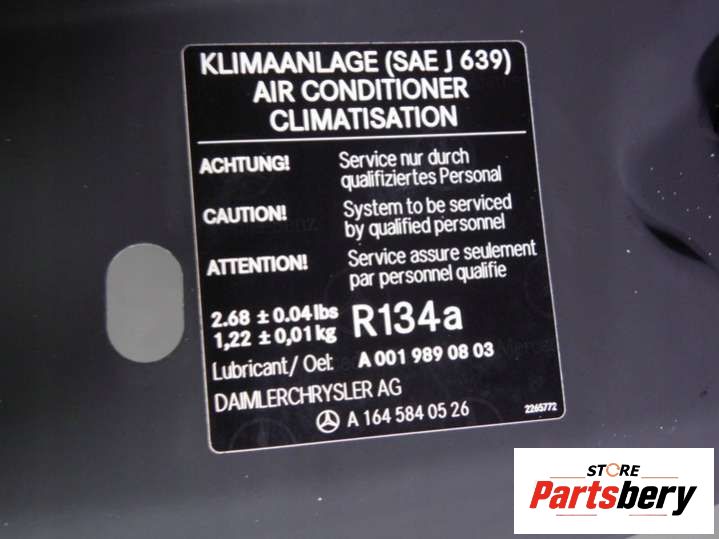 KLIMAANLAGE (SAE J 639)
AIR CONDITIONER
CLIMATISATION
ACHTUNG! Service nur durch
qualifiziertes Personal
CAUTION! System to be serviced
by qualified personnel
ATTENTION! Service assure seulement
par personnel qualifie
2.68 ± 0.04 lbs
1,22 ± 0,01 kg R134a
Lubricant/ Oel: A 001 989 08 03
DAIMLERCHRYSLER AG
A 164 584 05 26 2265772
STORE
Partsbery